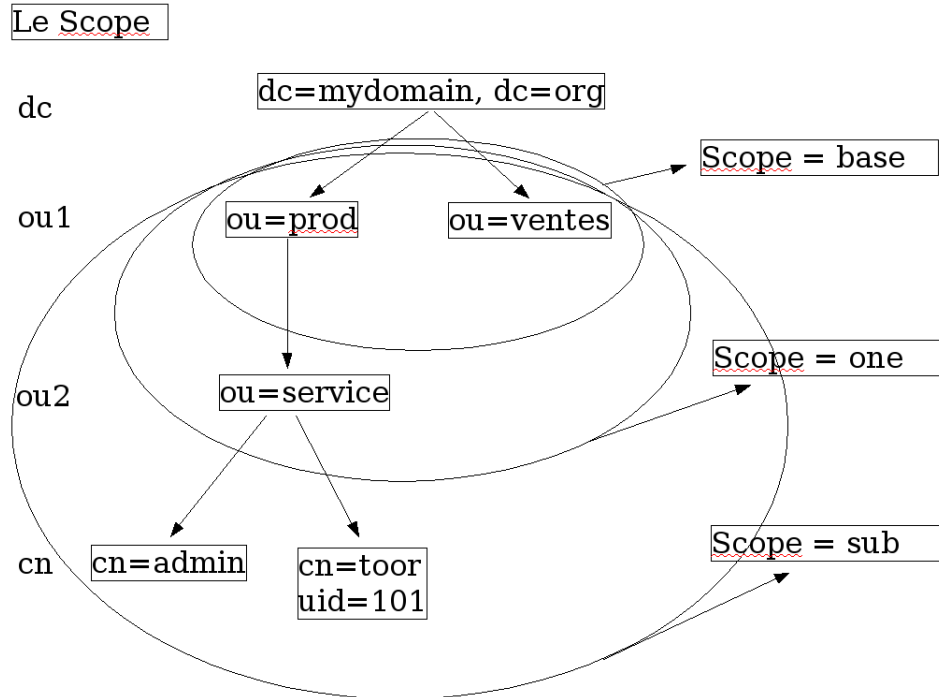 Le Scope
dc
dc=mydomain, dc=org
Scope = base
ou1
ou=prod
ou=ventes
Scope = one
ou2
ou=service
Scope = sub
cn
cn=admin
cn=toor
uid=101